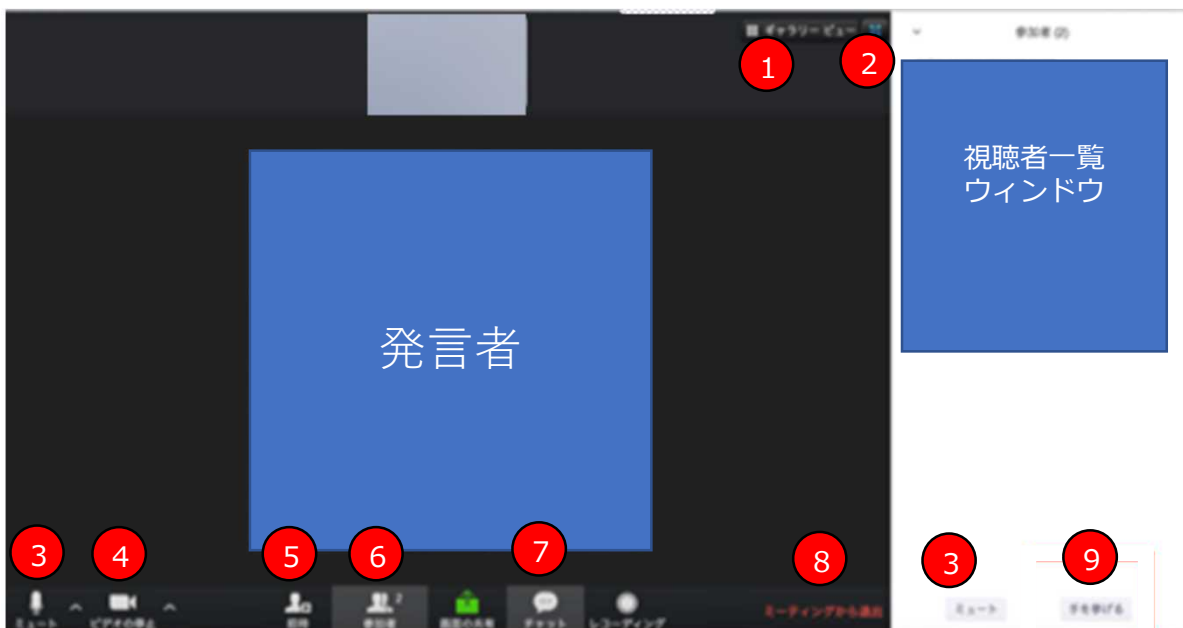 ギャラリー ビュー
参加者 (2)
1
2
視聴者一覧
ウィンドウ
発言者
3
4
5
6
7
8
3
9
2
ミュート
ビデオの停止
招待
参加者
画面の共有
チャット
レコーディング
ミーティングから退出
ミュート
手を挙げる